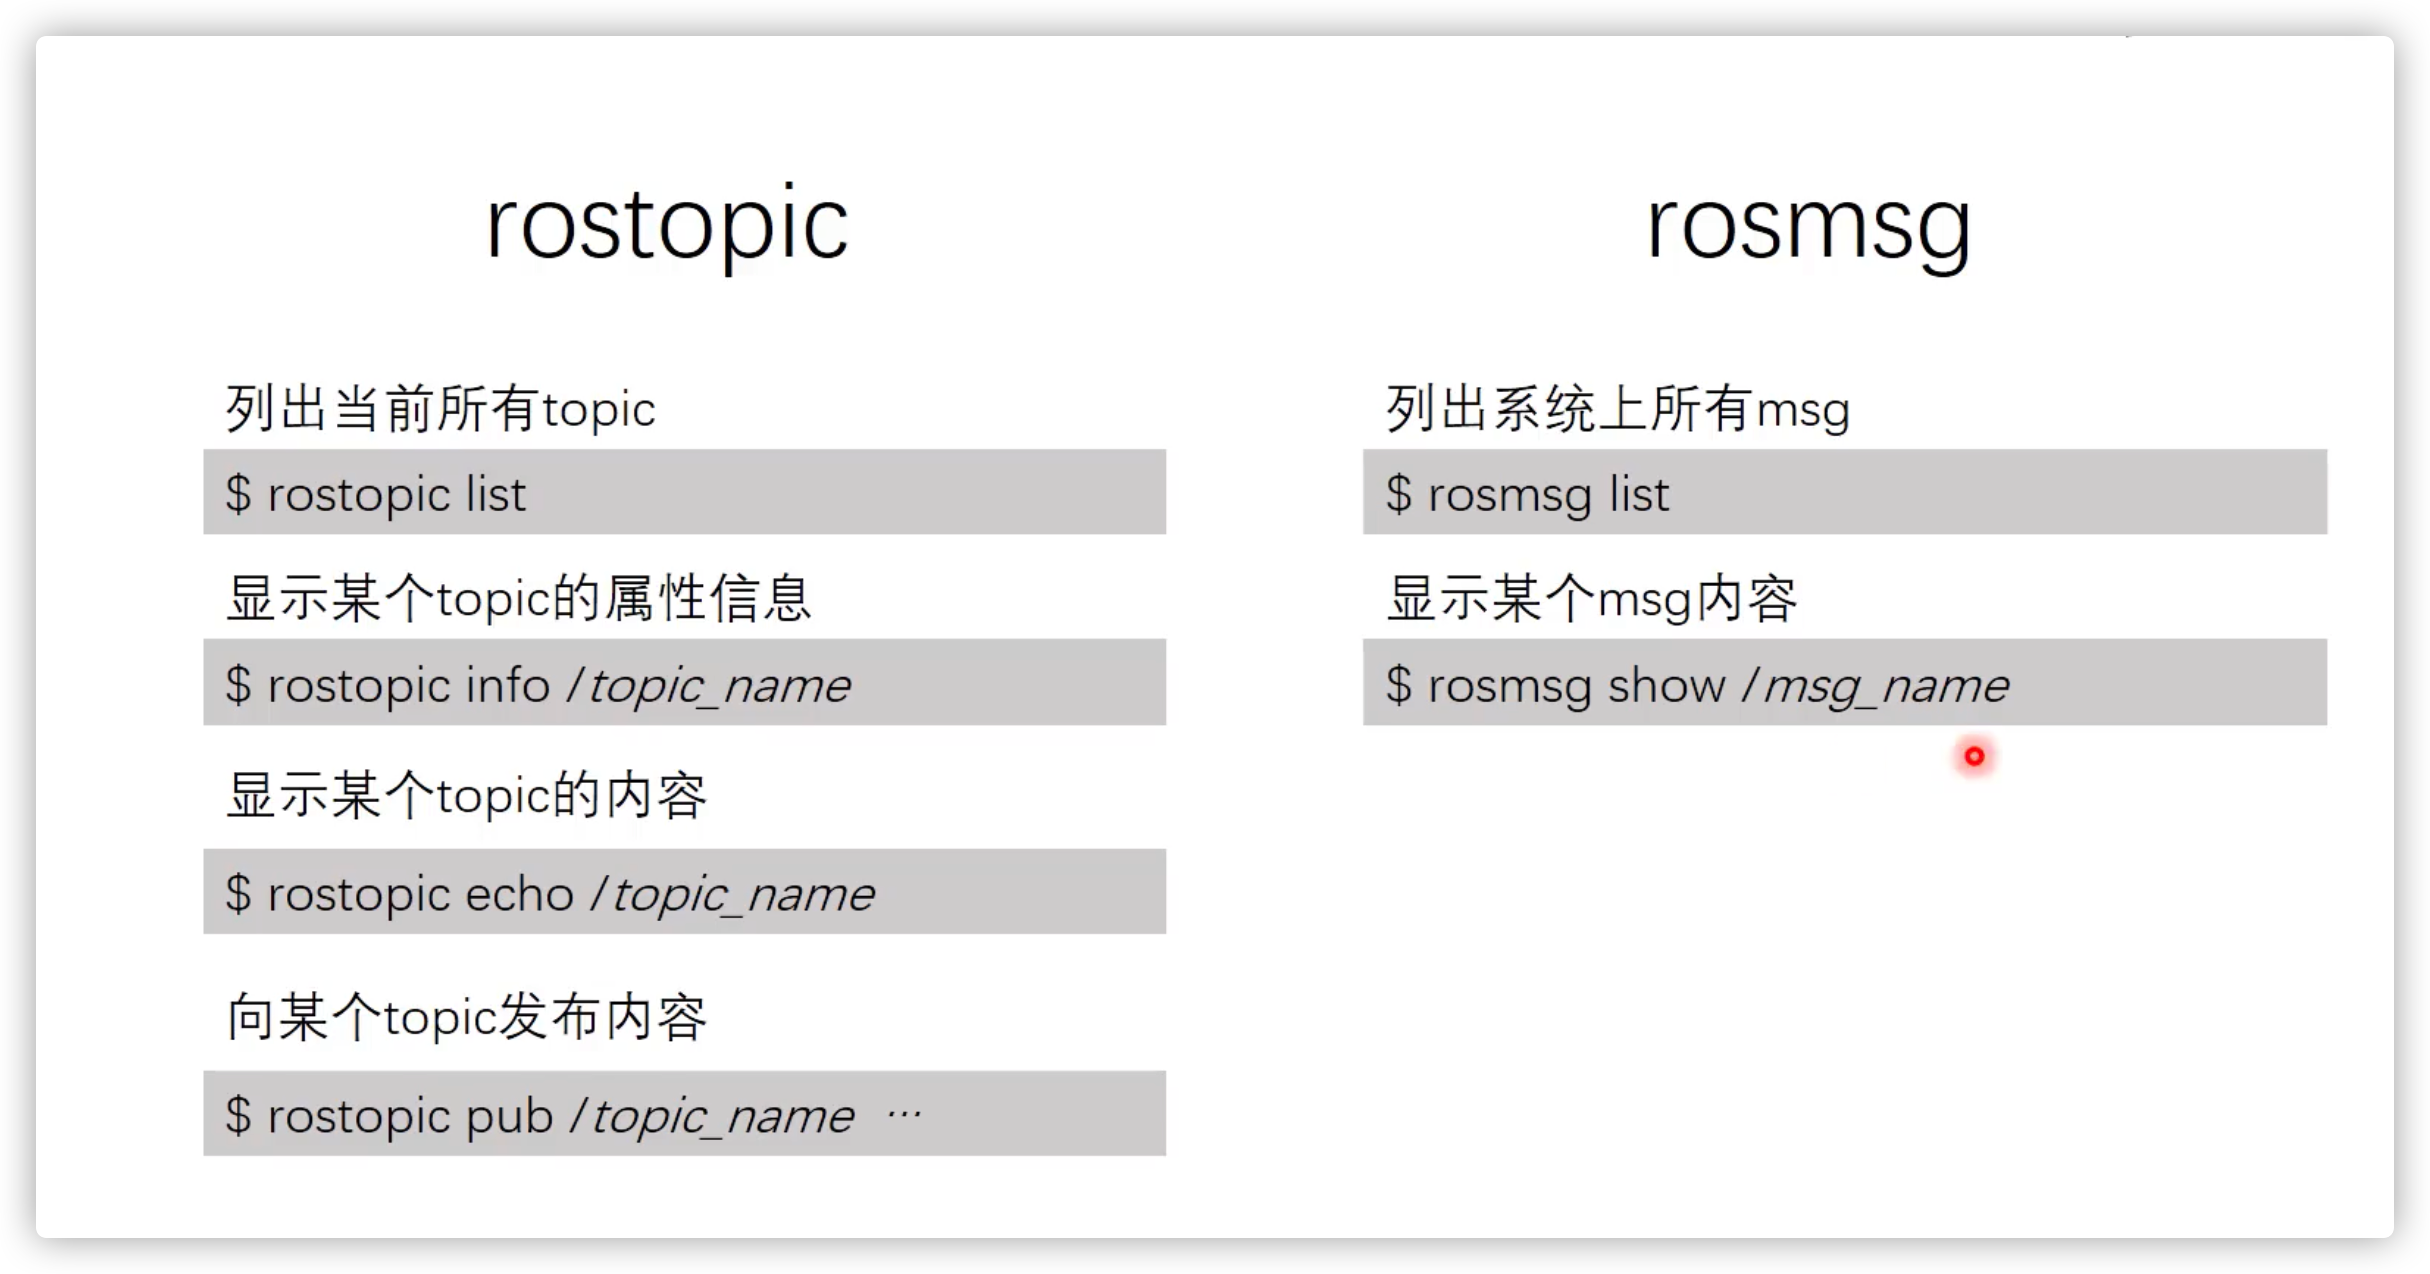 rostopic
列出当前所有topic
$ rostopic list
显示某个topic的属性信息
$ rostopic info /topic_name
显示某个topic的内容
$ rostopic echo /topic_name
向某个topic发布内容
$ rostopic pub /topic_name …
rosmsg
列出系统上所有msg
$ rosmsg list
显示某个msg内容
$ rosmsg show /msg_name